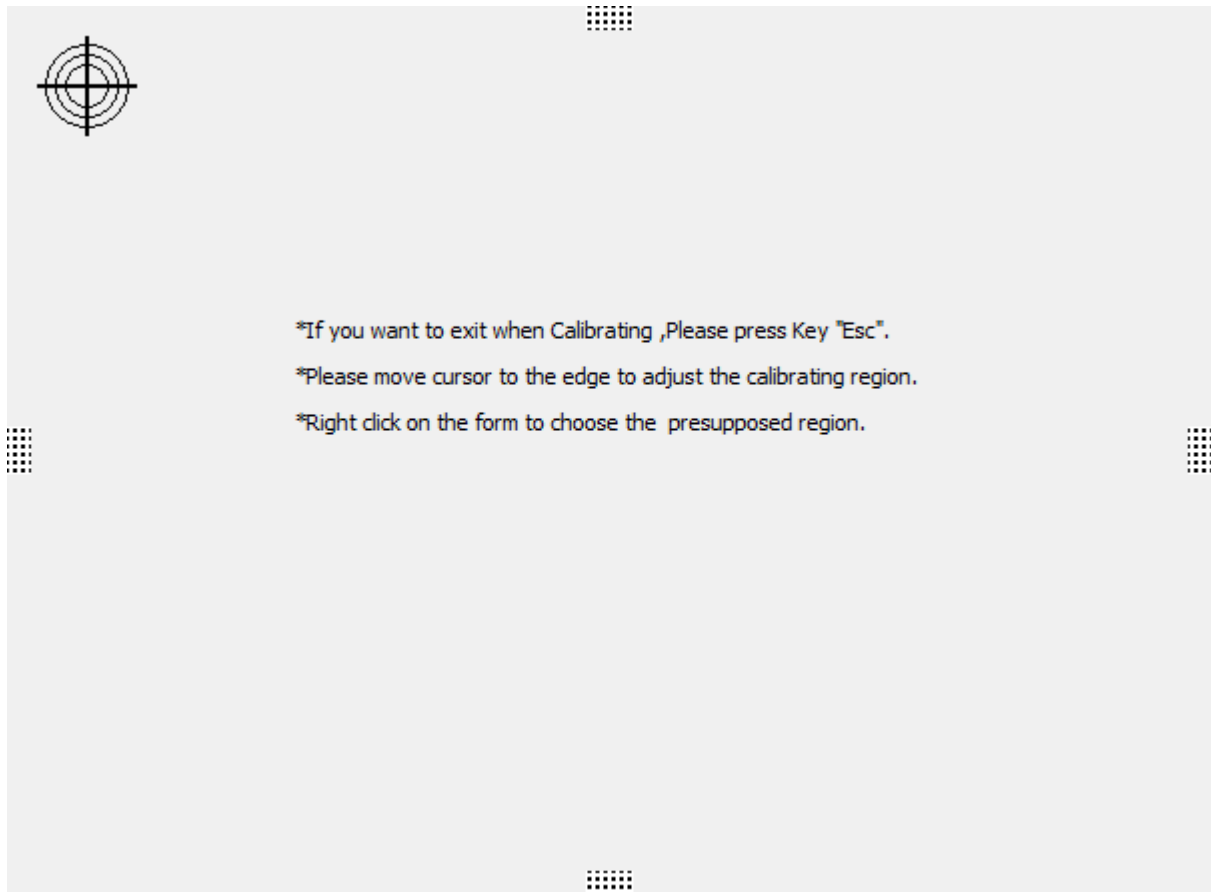 *If you want to exit when Calibrating ,Please press Key "Esc".
*Please move cursor to the edge to adjust the calibrating region.
*Right click on the form to choose the  presupposed region.